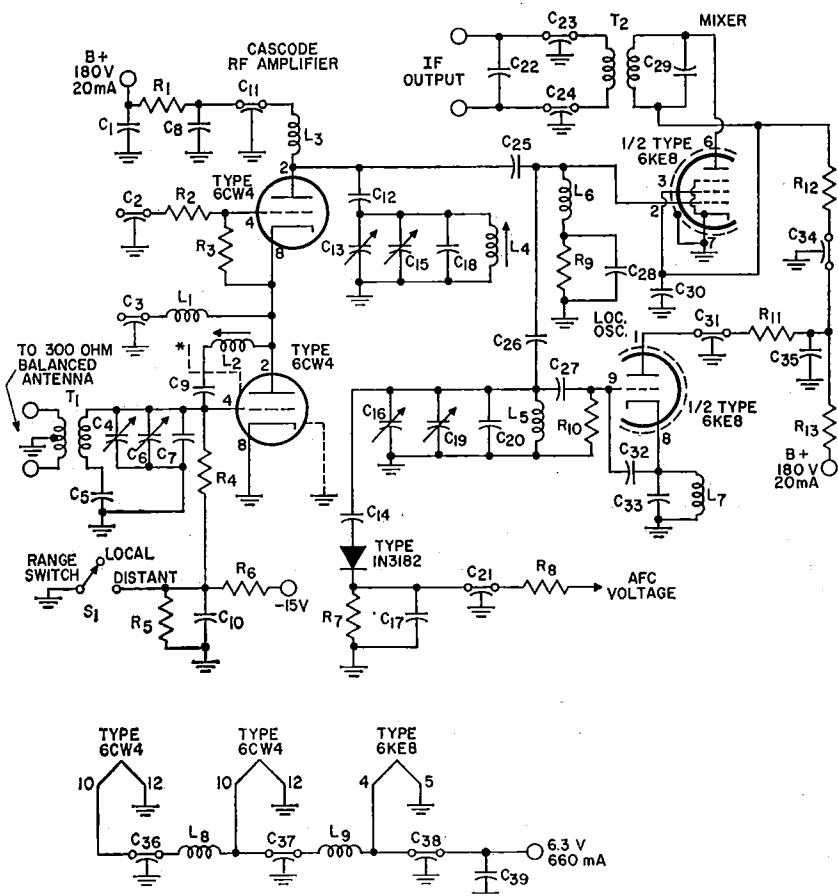 C23
T2
MIXER
CASCODE
RF AMPLIFIER
B+
180 V
20mA
R1
C11
IF
OUTPUT
C22
C29
C1
C8
L3
C24
1/2 TYPE
6KE8
6
C25
TYPE
6CW4
2
C2
R2
4
C12
L6
3
2
R12
R3
8
C13
C15
C18
L4
R9
C28
7
C34
C30
C3
L1
LOC.
OSC.
1
C31
R11
TO 300 OHM
BALANCED
ANTENNA
*
L2
2
TYPE
6CW4
C26
C35
C9
C27
9
T1
4
1/2 TYPE
6KE8
C4
C6
C7
8
C16
C19
C20
L5
R10
8
R13
R4
C32
B+
180 V
20mA
C5
C33
L7
C14
RANGE
SWITCH
LOCAL
DISTANT
TYPE
IN3182
S1
R6
-15V
C21
R8
AFC
VOLTAGE
R5
C10
R7
C17
TYPE
6CW4
TYPE
6CW4
TYPE
6KE8
10
12
10
12
4
5
C36
L8
C37
L9
C38
6.3 V
660 mA
C39